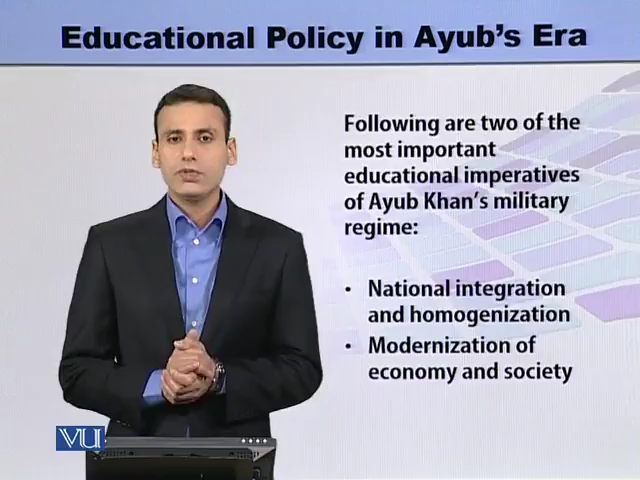 Educational Policy in Ayub's Era
Following are two of the
most important
educational imperatives
of Ayub Khan's military
regime:
• National integration
and homogenization
• Modernization of
economy and society
VU